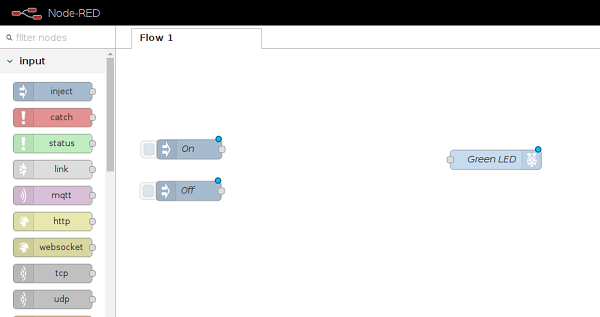 Node-RED
filter nodes
Flow 1
input
inject
catch
status
link
mqtt
http
websocket
tcp
udp
On
Off
Green LED